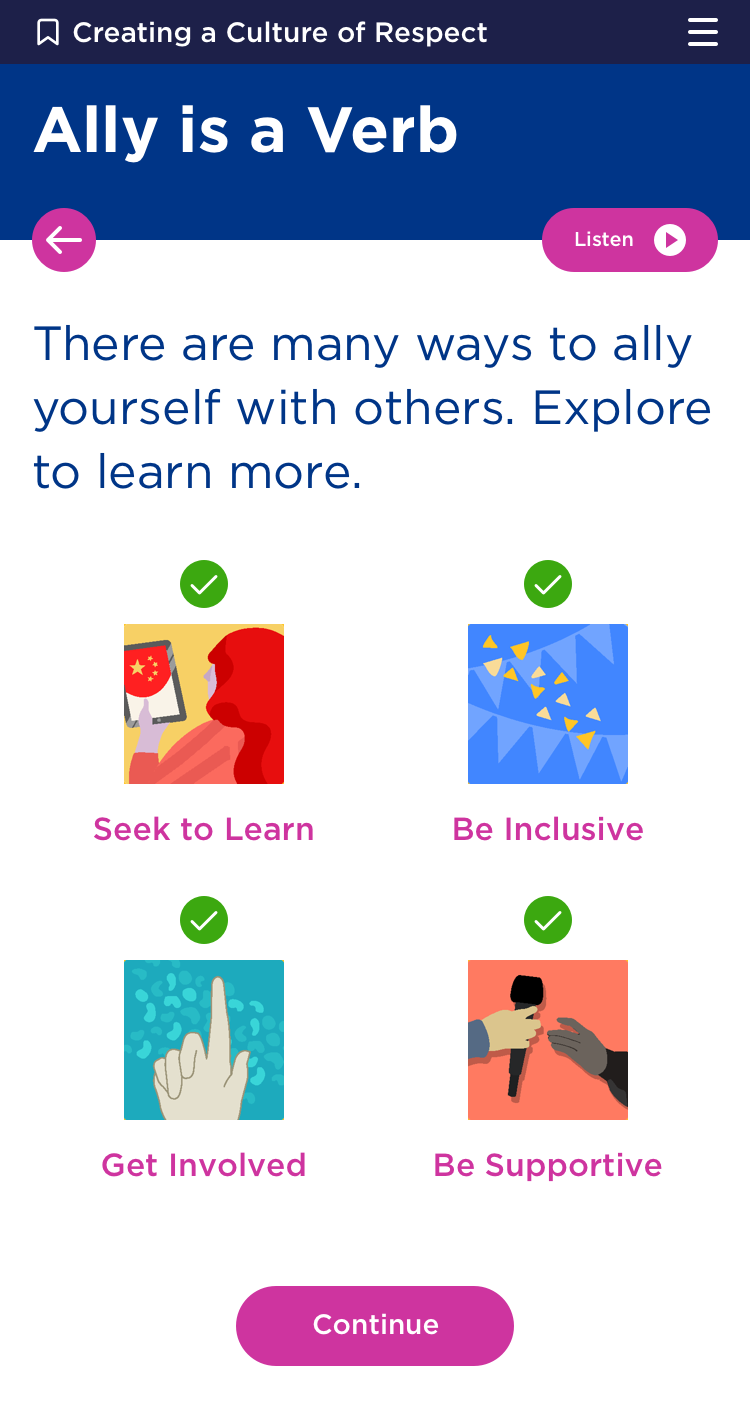 Creating a Culture of Respect
Ally is a Verb
Listen
There are many ways to ally
yourself with others. Explore
to learn more.
Seek to Learn
Be Inclusive
Get Involved
Be Supportive
Continue